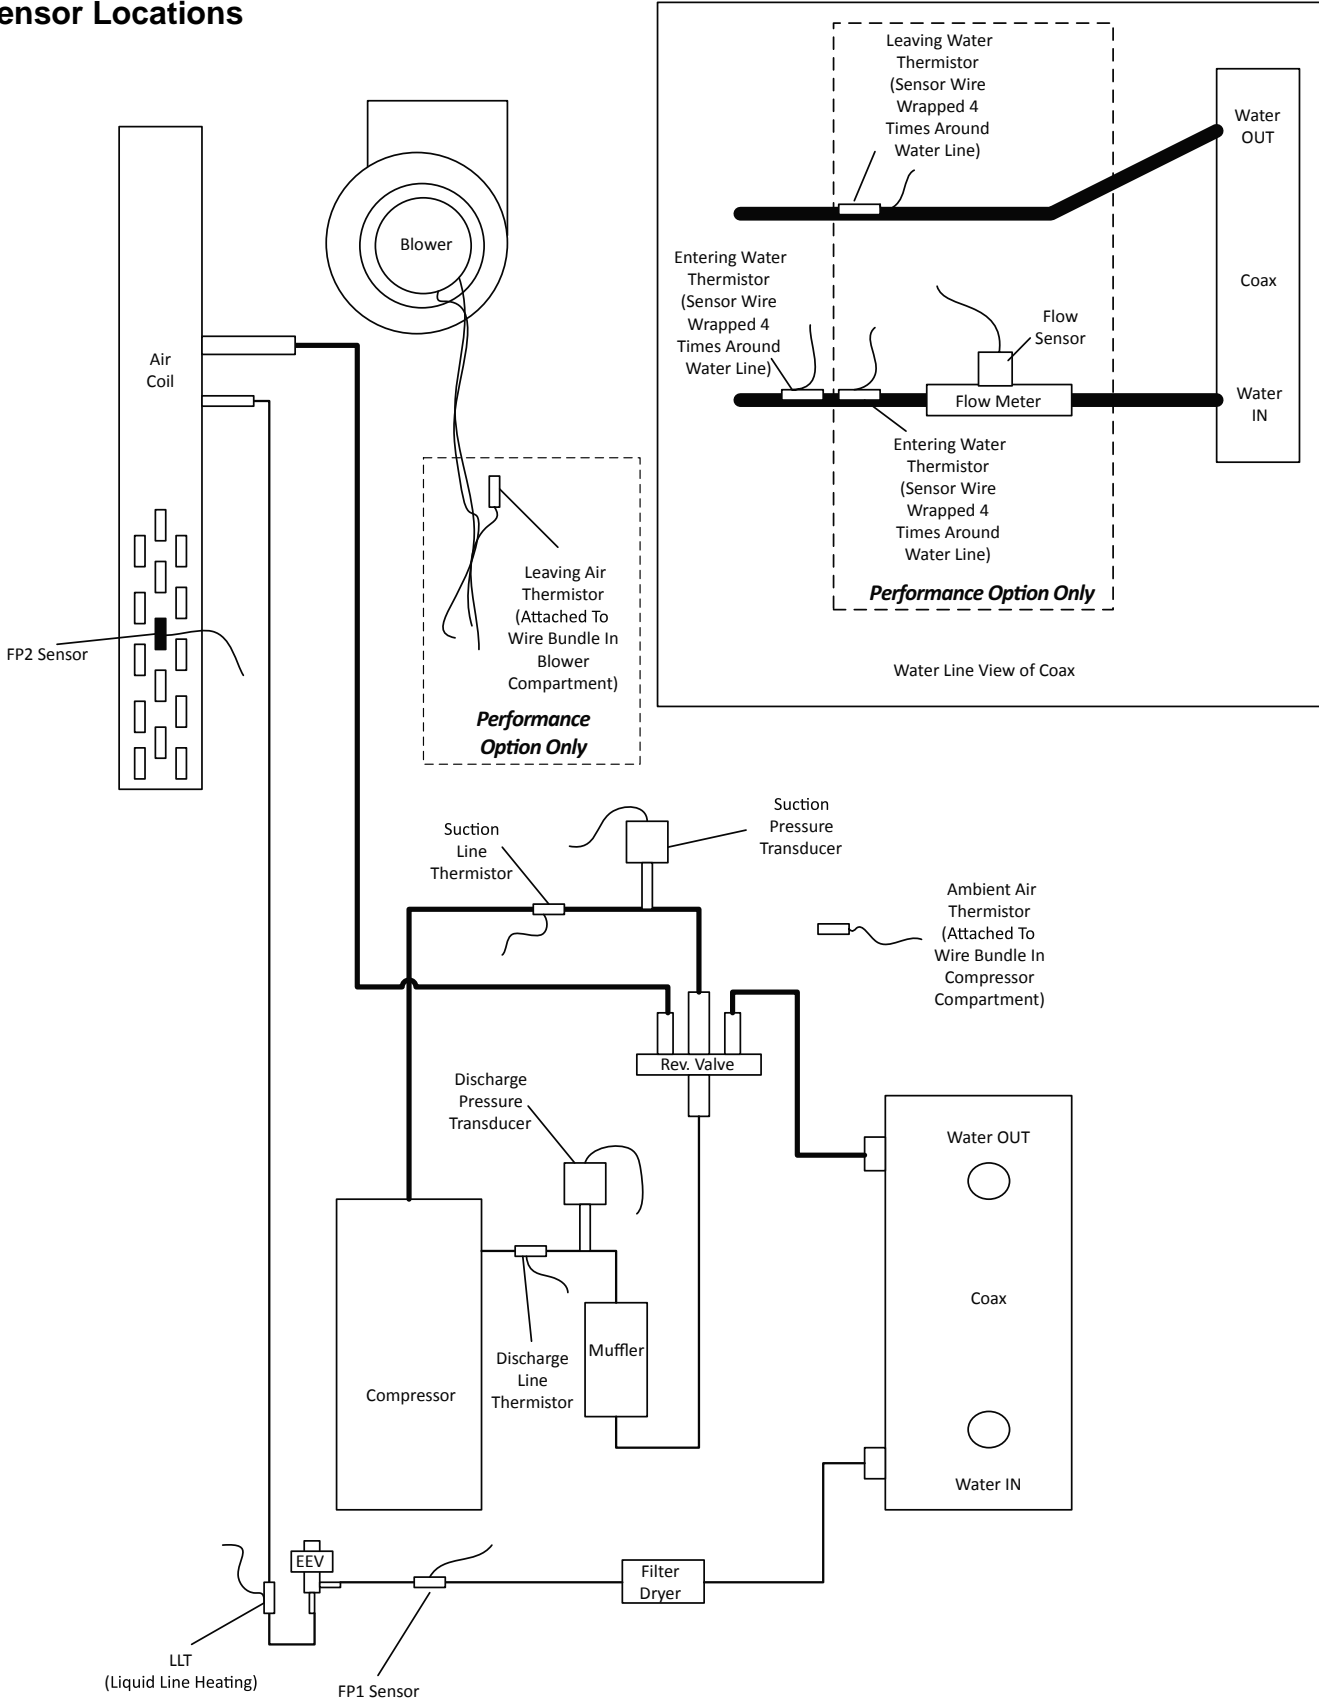 ensor Locations
Leaving Water
Thermistor
(Sensor Wire
Wrapped 4
Times Around
Water Line)
Water
OUT
Blower
Entering Water
Thermistor
(Sensor Wire
Wrapped 4
Times Around
Water Line)
Coax
Flow
Sensor
Air
Coil
Flow Meter
Water
IN
Entering Water
Thermistor
(Sensor Wire
Wrapped 4
Times Around
Water Line)
Performance Option Only
Water Line View of Coax
Leaving Air
Thermistor
(Attached To
Wire Bundle In
Blower
Compartment)
Performance
Option Only
FP2 Sensor
Suction
Pressure
Transducer
Suction
Line
Thermistor
Ambient Air
Thermistor
(Attached To
Wire Bundle In
Compressor
Compartment)
Rev. Valve
Discharge
Pressure
Transducer
Water OUT
Coax
Muffler
Discharge
Line
Thermistor
Compressor
Water IN
EEV
Filter
Dryer
LLT
(Liquid Line Heating)
FP1 Sensor